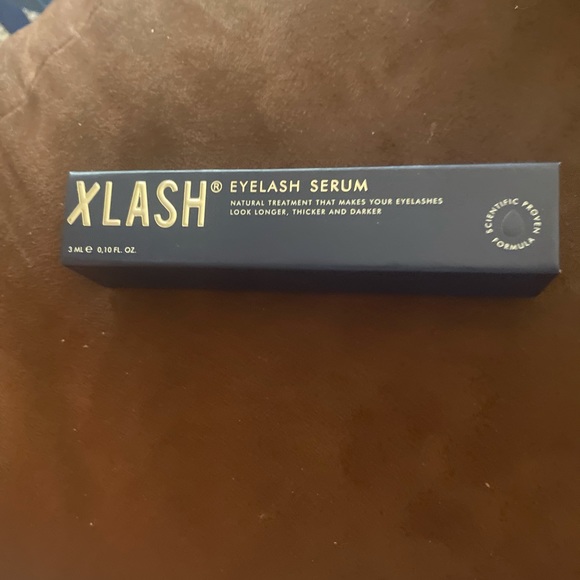 XLASH® EYELASH SERUM
NATURAL TREATMENT THAT MAKES YOUR EYELASHES
LOOK LONGER, THICKER AND DARKER
3 ML ℮ 0,10 FL. OZ.
SCIENTIFIC PROVEN
FORMULA